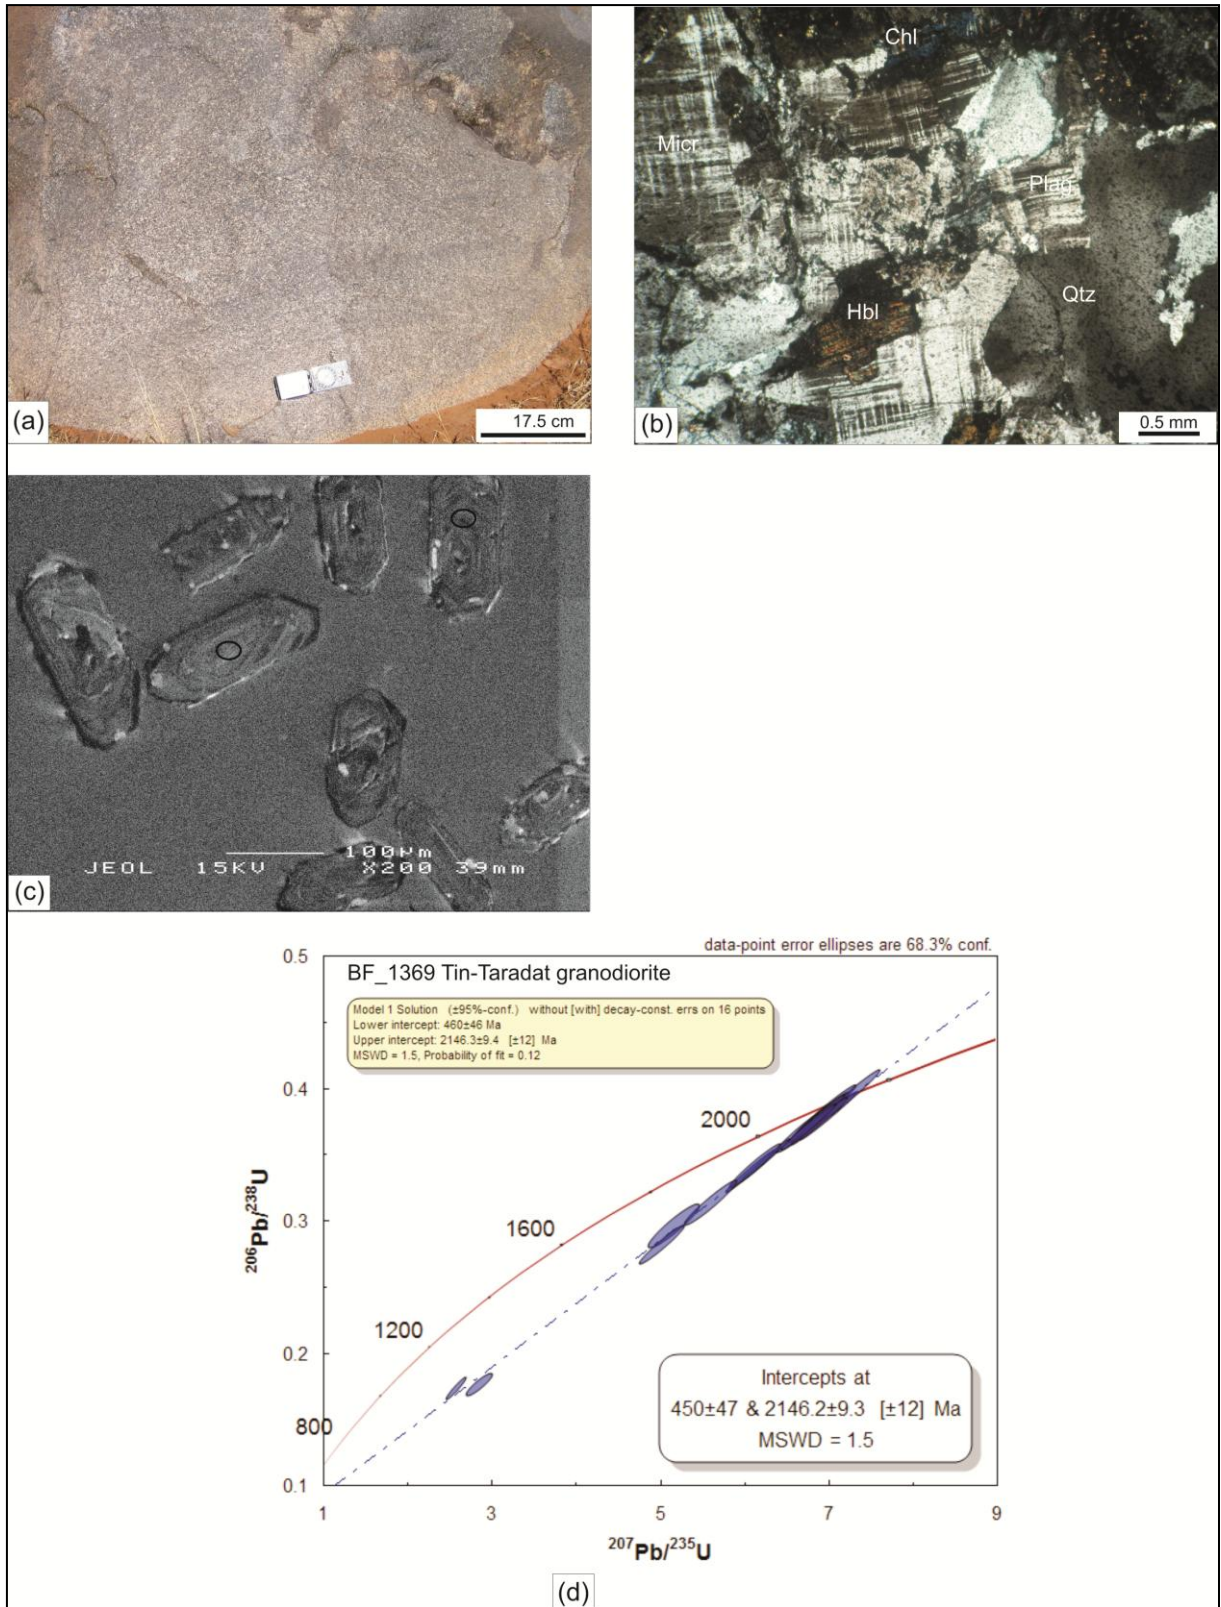 (a)
17.5 cm
Chl
Micr
Plag
Qtz
Hbl
(b)
0.5 mm
100µm
JEOL 15KV X200 39mm
(c)
data-point error ellipses are 68.3% conf.
BF_1369 Tin-Taradat granodiorite
Model 1 Solution (±95%-conf.) without [with] decay-const. errs on 16 points
Lower intercept: 460±46 Ma
Upper intercept: 2146.3±9.4 [±12] Ma
MSWD = 1.5, Probability of fit = 0.12
0.5
0.4
0.3
0.2
0.1
206Pb/238U
2000
1600
1200
800
Intercepts at
450±47 & 2146.2±9.3 [±12] Ma
MSWD = 1.5
1 3 5 7 9
207Pb/235U
(d)